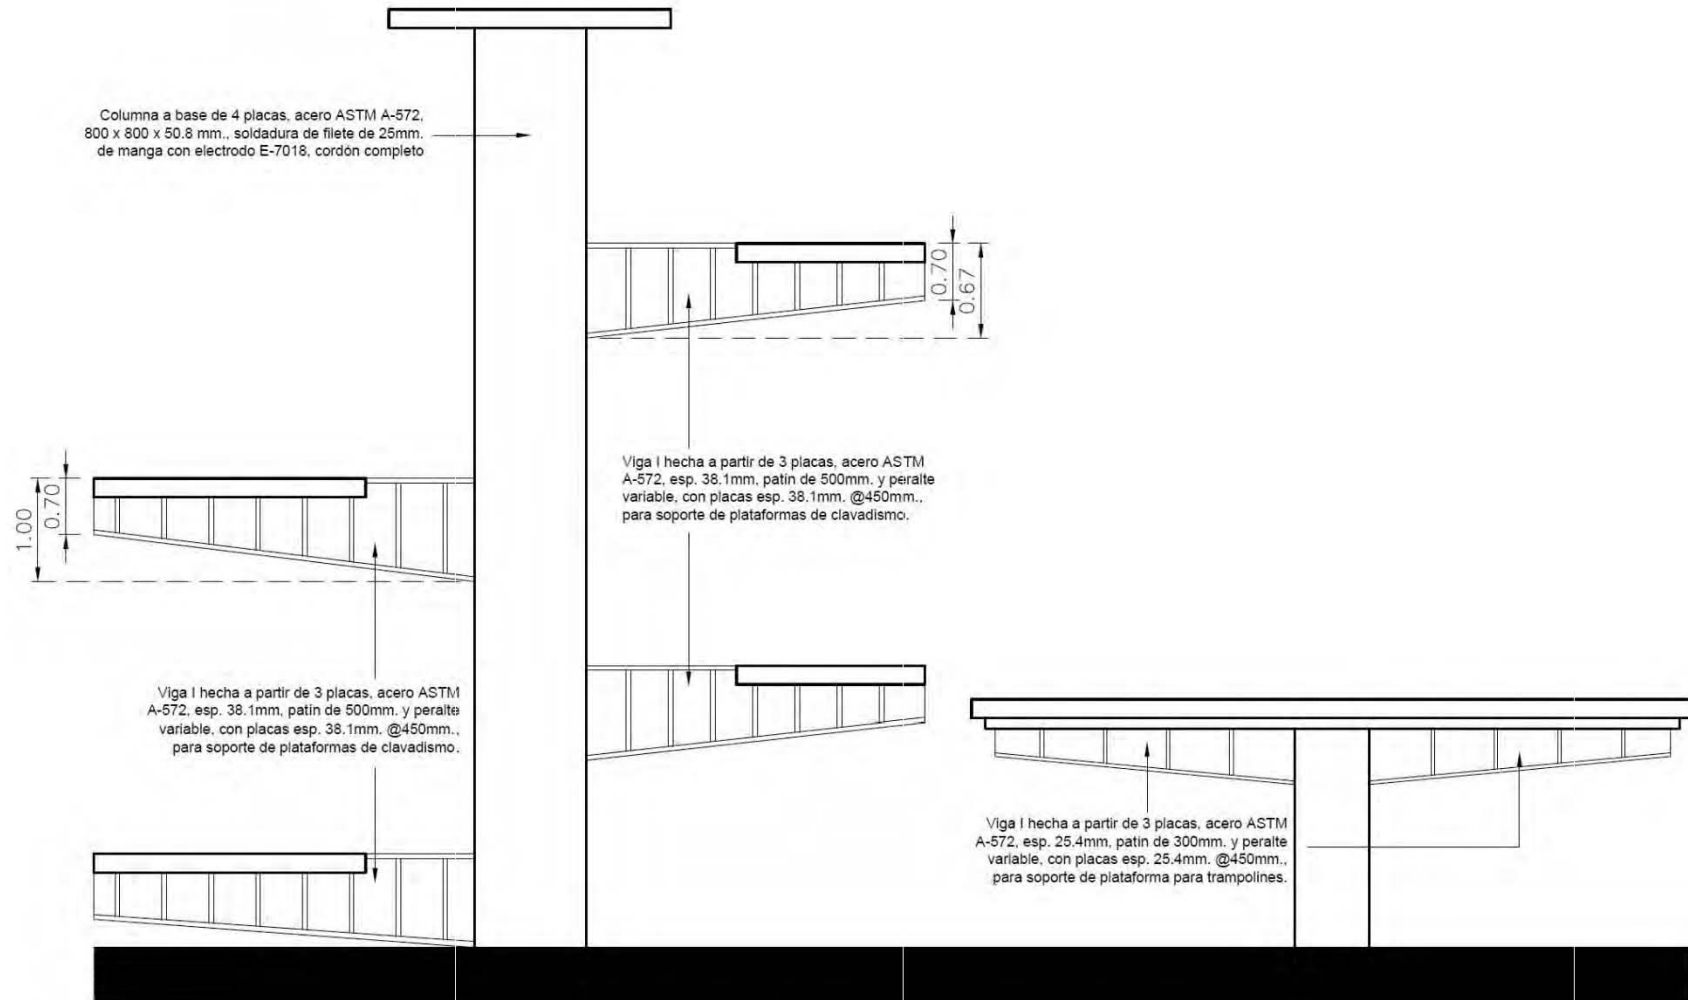 Columna a base de 4 placas, acero ASTM A-572,
800 x 800 x 50.8 mm., soldadura de filete de 25mm.
de manga con electrodo E-7018, cordón completo
0.70
0.67
Viga I hecha a partir de 3 placas, acero ASTM
A-572, esp. 38.1mm, patín de 500mm. y peralte
variable, con placas esp. 38.1mm. @450mm.,
para soporte de plataformas de clavadismo.
1.00
0.70
Viga I hecha a partir de 3 placas, acero ASTM
A-572, esp. 38.1mm, patín de 500mm. y peralte
variable, con placas esp. 38.1mm. @450mm.,
para soporte de plataformas de clavadismo.
Viga I hecha a partir de 3 placas, acero ASTM
A-572, esp. 25.4mm, patín de 300mm. y peralte
variable, con placas esp. 25.4mm. @450mm.,
para soporte de plataforma para trampolines.